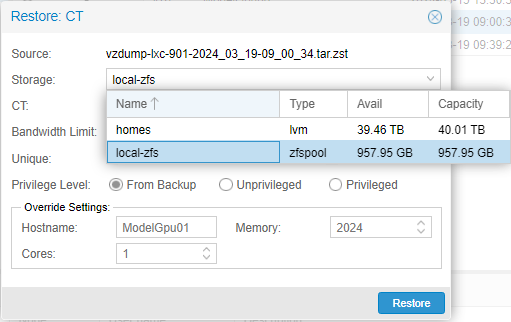 Restore: CT
Source: vzdump-lxc-901-2024_03_19-09_00_34.tar.zst
Storage: local-zfs
CT:
Name Type Avail Capacity
homes lvm 39.46 TB 40.01 TB
Bandwidth Limit:
local-zfs zfspool 957.95 GB 957.95 GB
Unique:
Privilege Level: From Backup Unprivileged Privileged
Override Settings:
Hostname: ModelGpu01 Memory: 2024
Cores: 1
Restore
-19 09:00:3
-19 09:39:2